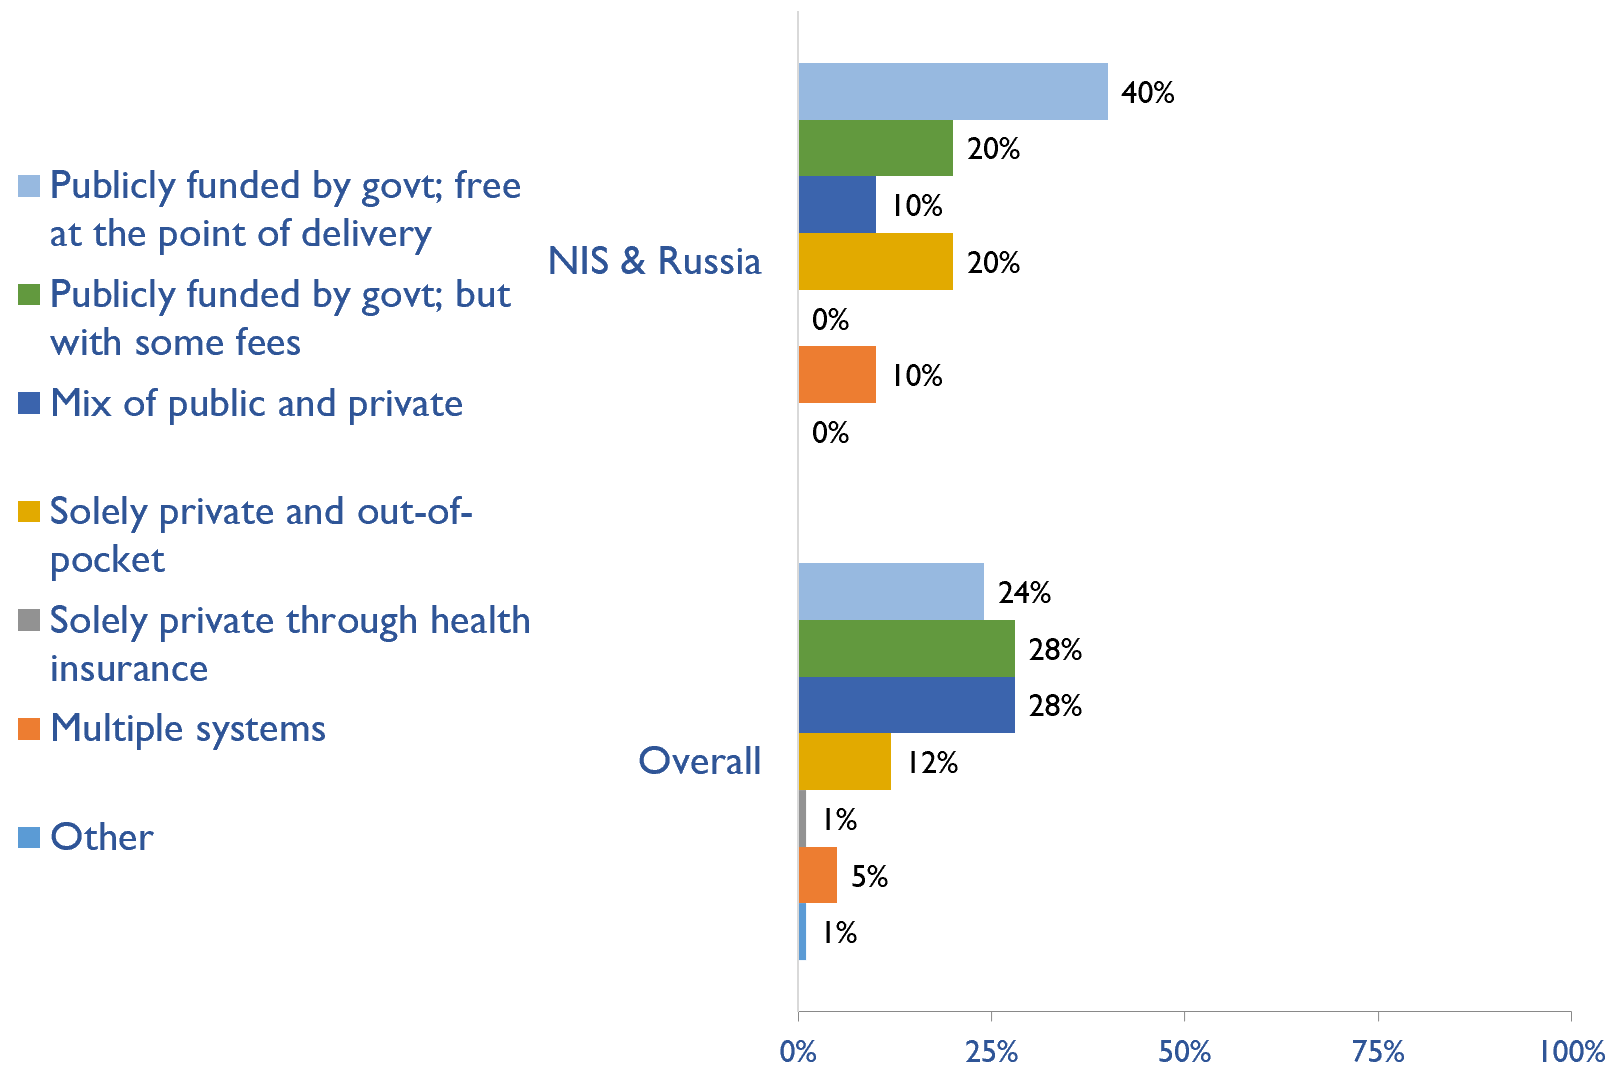 Publicly funded by govt; free
at the point of delivery
Publicly funded by govt; but
with some fees
Mix of public and private
Solely private and out-of-
pocket
Solely private through health
insurance
Multiple systems
Other
NIS & Russia
40%
20%
10%
20%
0%
10%
0%
Overall
24%
28%
28%
12%
1%
5%
1%
0%
25%
50%
75%
100%